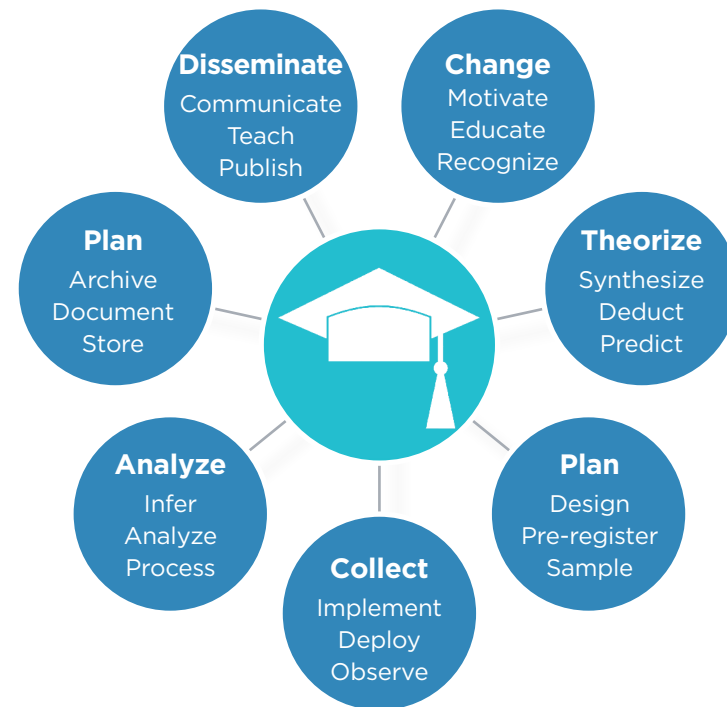 Disseminate
Communicate
Teach
Publish
Change
Motivate
Educate
Recognize
Plan
Archive
Document
Store
Theorize
Synthesize
Deduct
Predict
Analyze
Infer
Analyze
Process
Plan
Design
Pre-register
Sample
Collect
Implement
Deploy
Observe